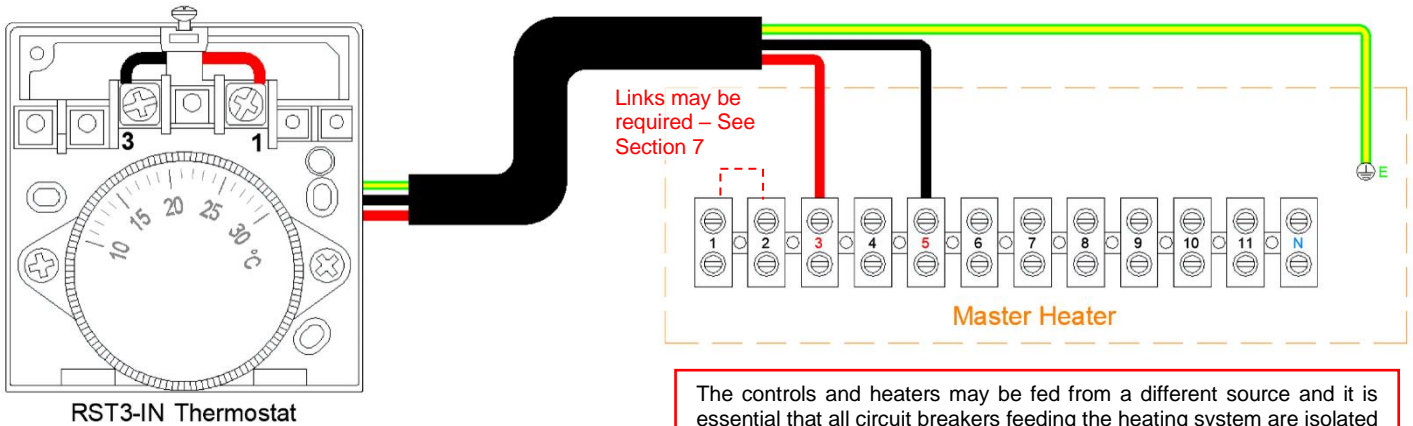 Links may be
required – See
Section 7
3 1
10 15 20 25 30 °C
E
1 2 3 4 5 6 7 8 9 10 11 N
Master Heater
RST3-IN Thermostat
The controls and heaters may be fed from a different source and it is
essential that all circuit breakers feeding the heating system are isolated